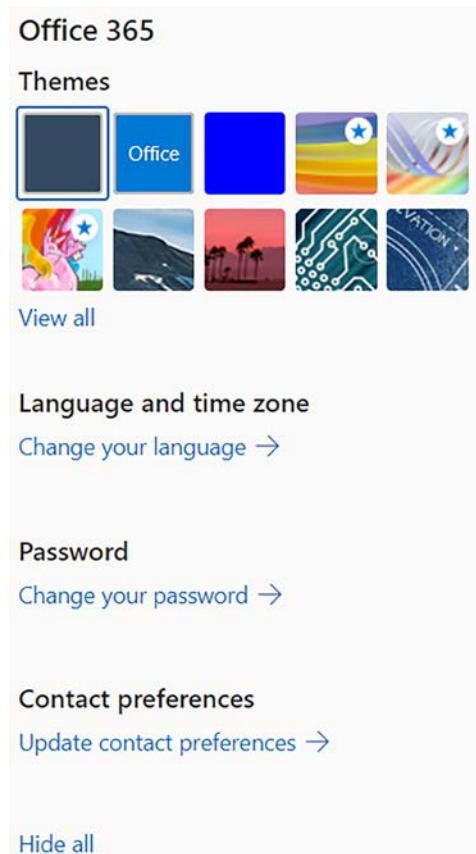 Office 365
Themes
Office
ELEVATION
View all
Language and time zone
Change your language →
Password
Change your password →
Contact preferences
Update contact preferences →
Hide all